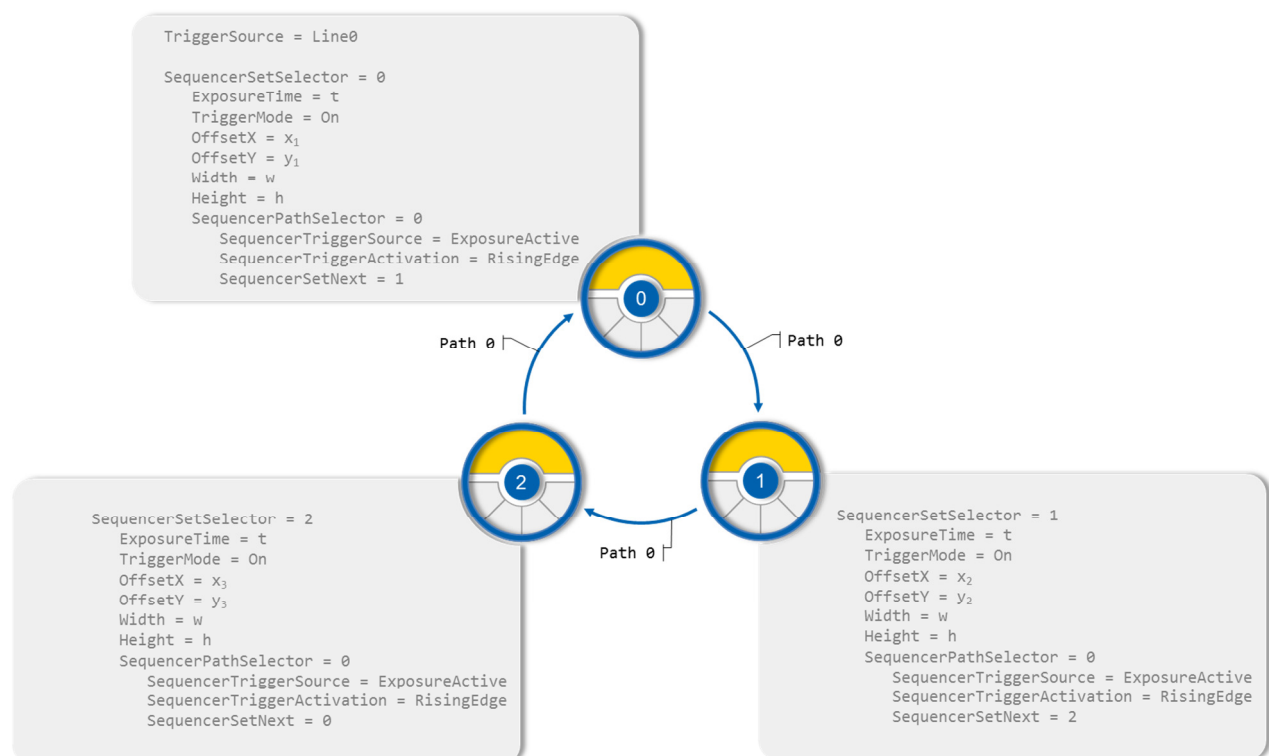 TriggerSource = Line0
SequencerSetSelector = 0
ExposureTime = t
TriggerMode = On
OffsetX = x₁
OffsetY = y₁
Width = w
Height = h
SequencerPathSelector = 0
SequencerTriggerSource = ExposureActive
SequencerTriggerActivation = RisingEdge
SequencerSetNext = 1
0
Path 0
Path 0
2
1
Path 0
SequencerSetSelector = 2
ExposureTime = t
TriggerMode = On
OffsetX = x₃
OffsetY = y₃
Width = w
Height = h
SequencerPathSelector = 0
SequencerTriggerSource = ExposureActive
SequencerTriggerActivation = RisingEdge
SequencerSetNext = 0
SequencerSetSelector = 1
ExposureTime = t
TriggerMode = On
OffsetX = x₂
OffsetY = y₂
Width = w
Height = h
SequencerPathSelector = 0
SequencerTriggerSource = ExposureActive
SequencerTriggerActivation = RisingEdge
SequencerSetNext = 2